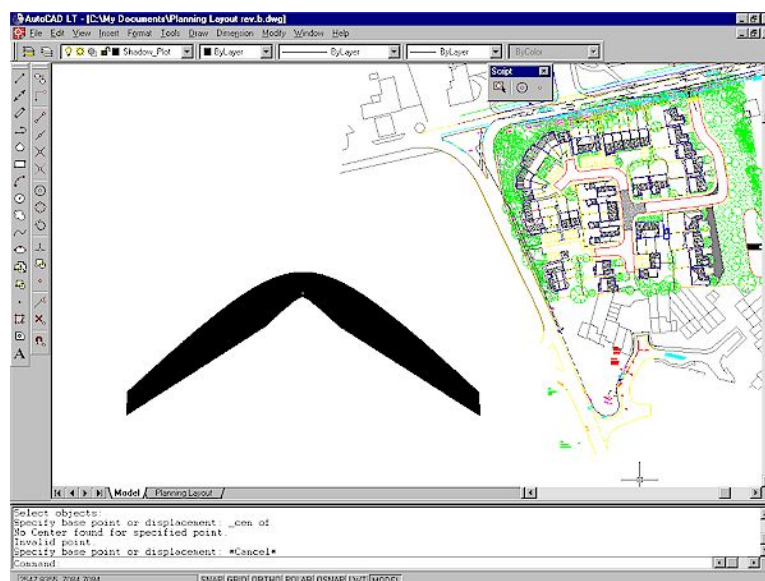 AutoCAD LT - [C:\My Documents\Planning Layout rev.b.dwg]
File Edit View Insert Format Tools Draw Dimension Modify Window Help
Shadow_Plot ByLayer ByLayer ByLayer ByColor
Script
A
Model Planning Layout
Select objects:
Specify base point or displacement: _cen of
No Center found for specified point.
Invalid point.
Specify base point or displacement: *Cancel*
Command:
SNAP GRID ORTHO POLAR OSNAP LWT MODEL